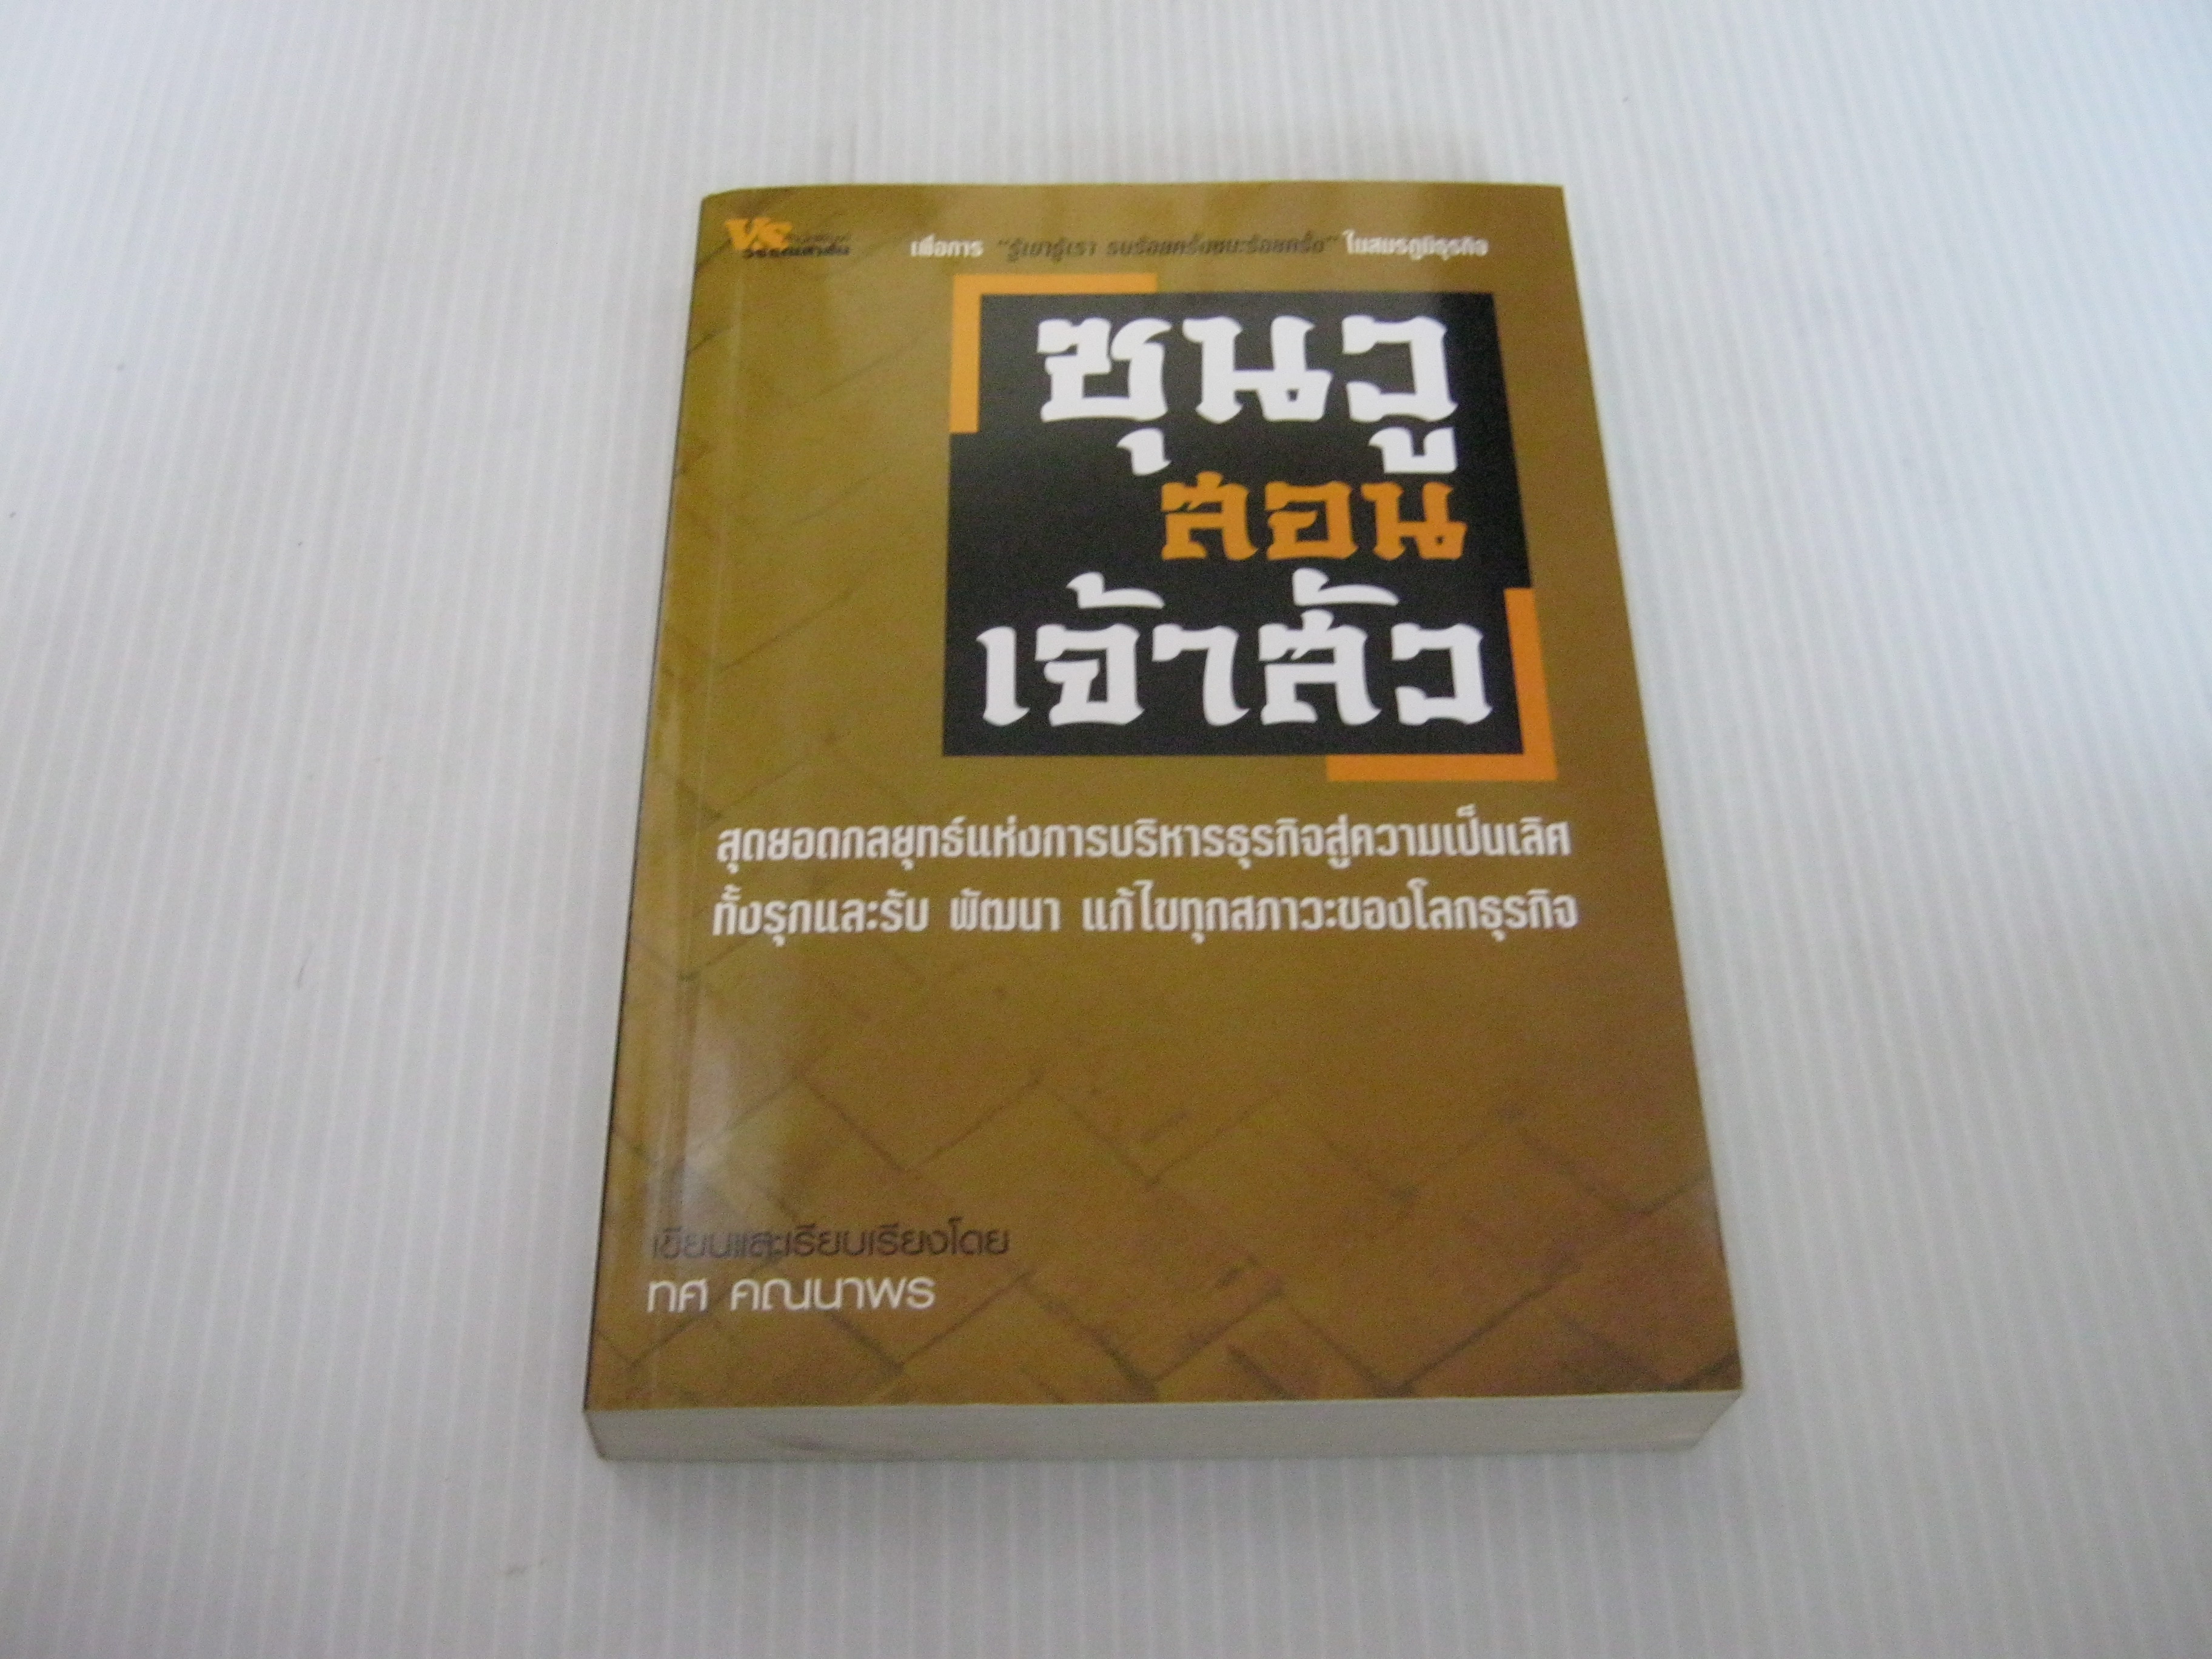 VS
เพื่อการ "รู้เขารู้เรา รบร้อยครั้งชนะร้อยครั้ง" ในสมรภูมิธุรกิจ
ซุนวู
สอน
เจ้าสัว
สุดยอดกลยุทธ์แห่งการบริหารธุรกิจสู่ความเป็นเลิศ
ทั้งรุกและรับ พัฒนา แก้ไขทุกสภาวะของโลกธุรกิจ
เขียนและเรียบเรียงโดย
ทศ คณนาพร